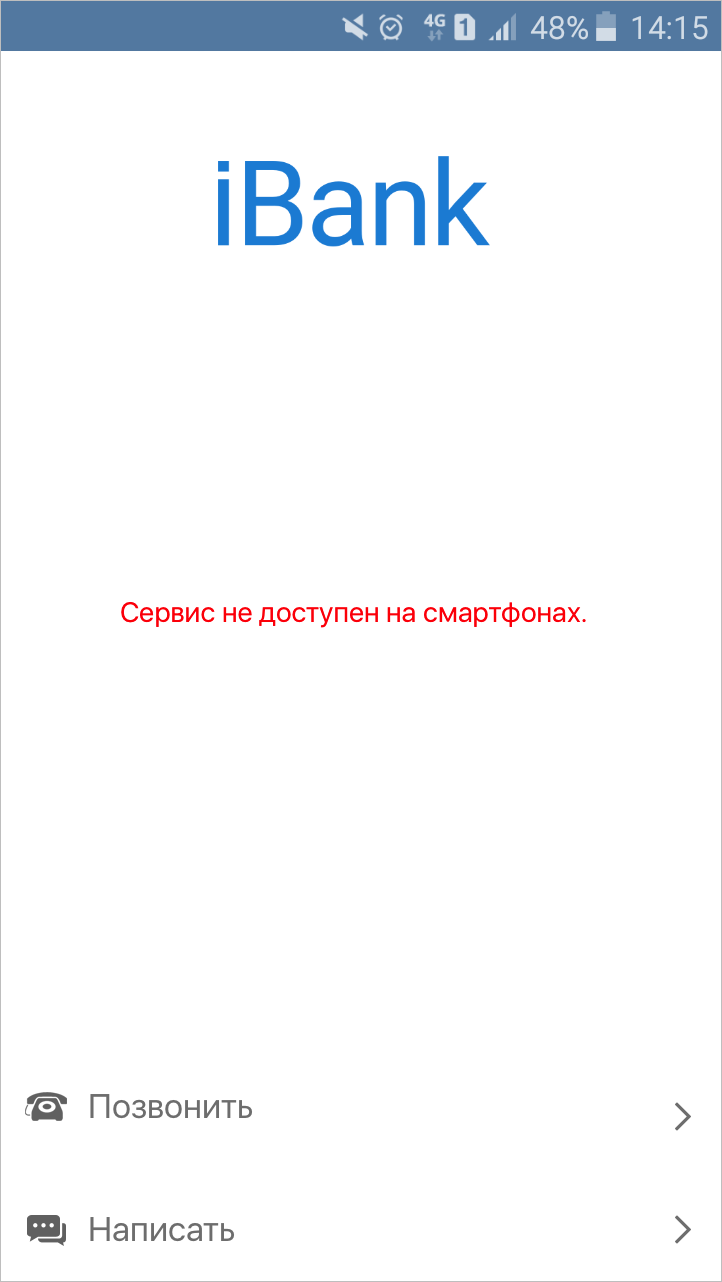 4G 1 48% 14:15
iBank
Сервис не доступен на смартфонах.
Позвонить
Написать